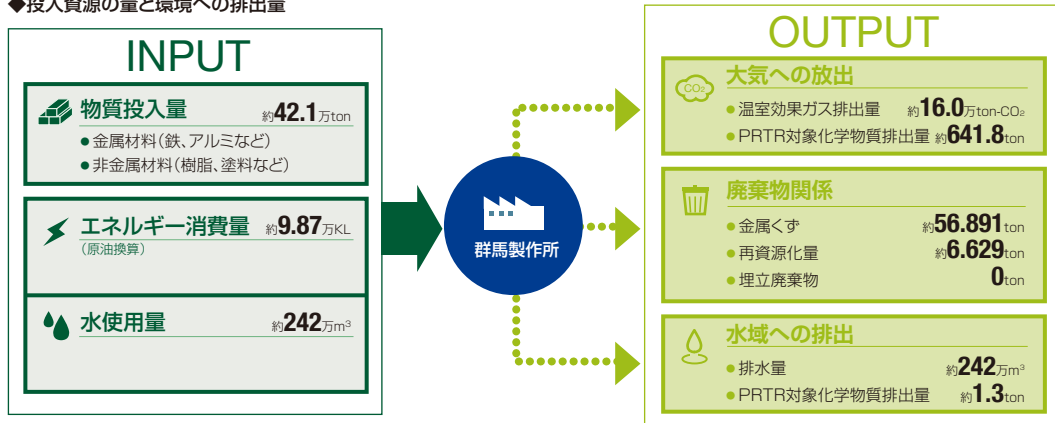 ◆投入資源の量と環境への排出量
INPUT
物質投入量 約42.1万ton
●金属材料(鉄、アルミなど)
●非金属材料(樹脂、塗料など)
エネルギー消費量 約9.87万KL
(原油換算)
水使用量 約242万m³
群馬製作所
OUTPUT
CO₂
大気への放出
●温室効果ガス排出量 約16.0万ton-CO₂
●PRTR対象化学物質排出量 約641.8ton
廃棄物関係
●金属くず 約56.891ton
●再資源化量 約6.629ton
●埋立廃棄物 0ton
水域への排出
●排水量 約242万m³
●PRTR対象化学物質排出量 約1.3ton